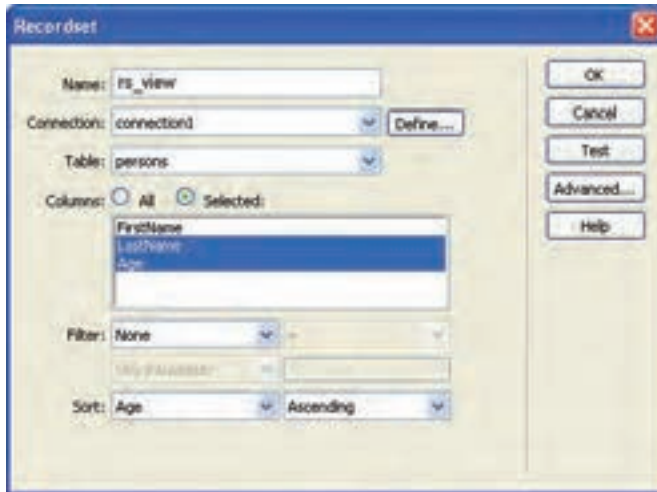 Recordset
Name: rs_view
OK
Connection: connection1 Define...
Cancel
Table: persons
Test
Columns: All Selected:
Advanced...
FirstName
Help
LastName
Age
Filter: None =
Sort: Age Ascending